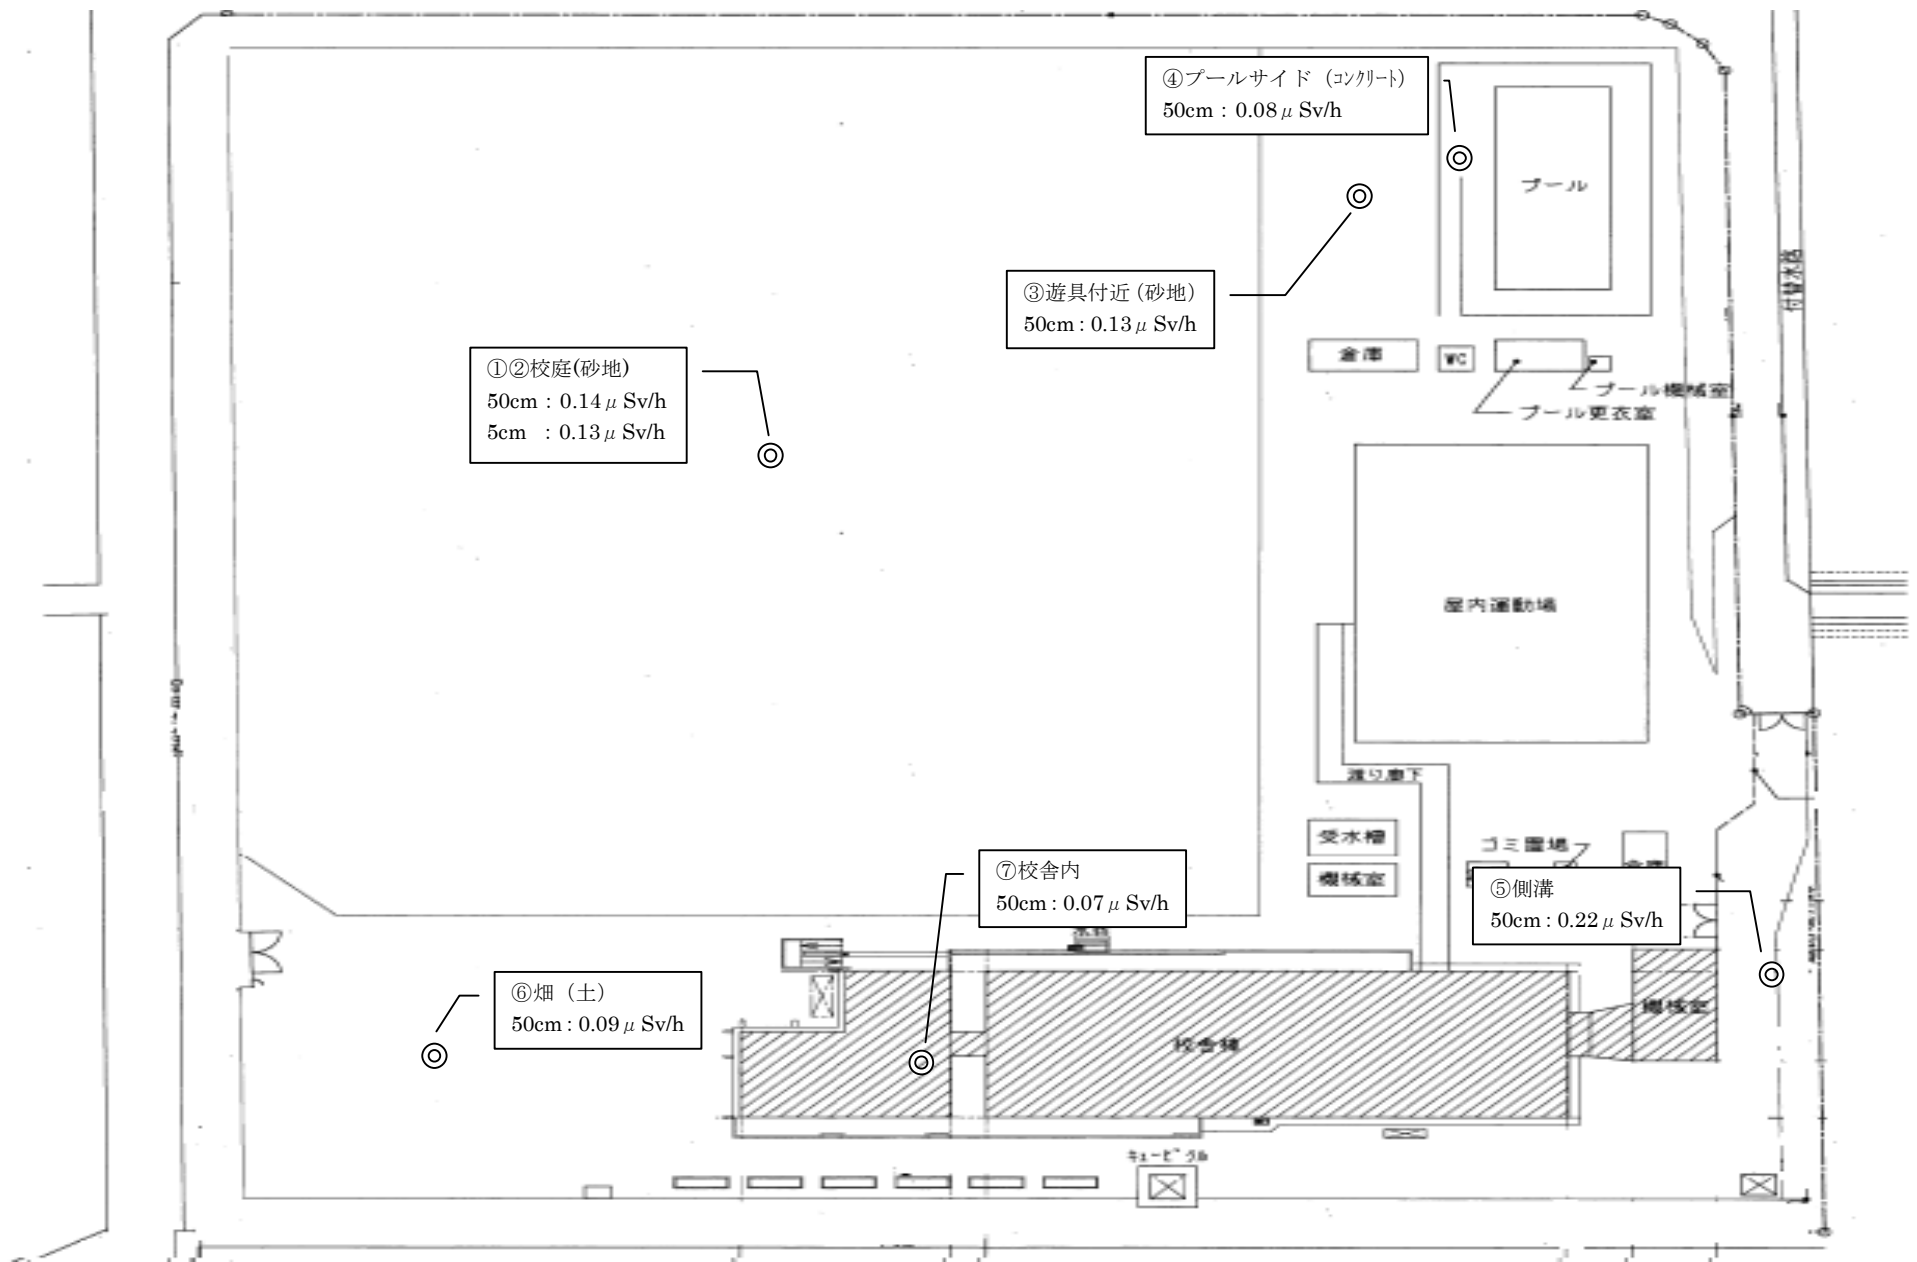 ④プールサイド（コンクリート）
50cm : 0.08μSv/h
プール
付替水路
③遊具付近(砂地)
50cm : 0.13μSv/h
①②校庭(砂地)
50cm : 0.14μSv/h
5cm : 0.13μSv/h
倉庫
WC
プール機械室
プール更衣室
屋内運動場
渡り廊下
受水槽
機械室
ゴミ置場
⑦校舎内
50cm : 0.07μSv/h
⑤側溝
50cm : 0.22μSv/h
⑥畑（土）
50cm : 0.09μSv/h
機械室
校舎棟
キュービクル